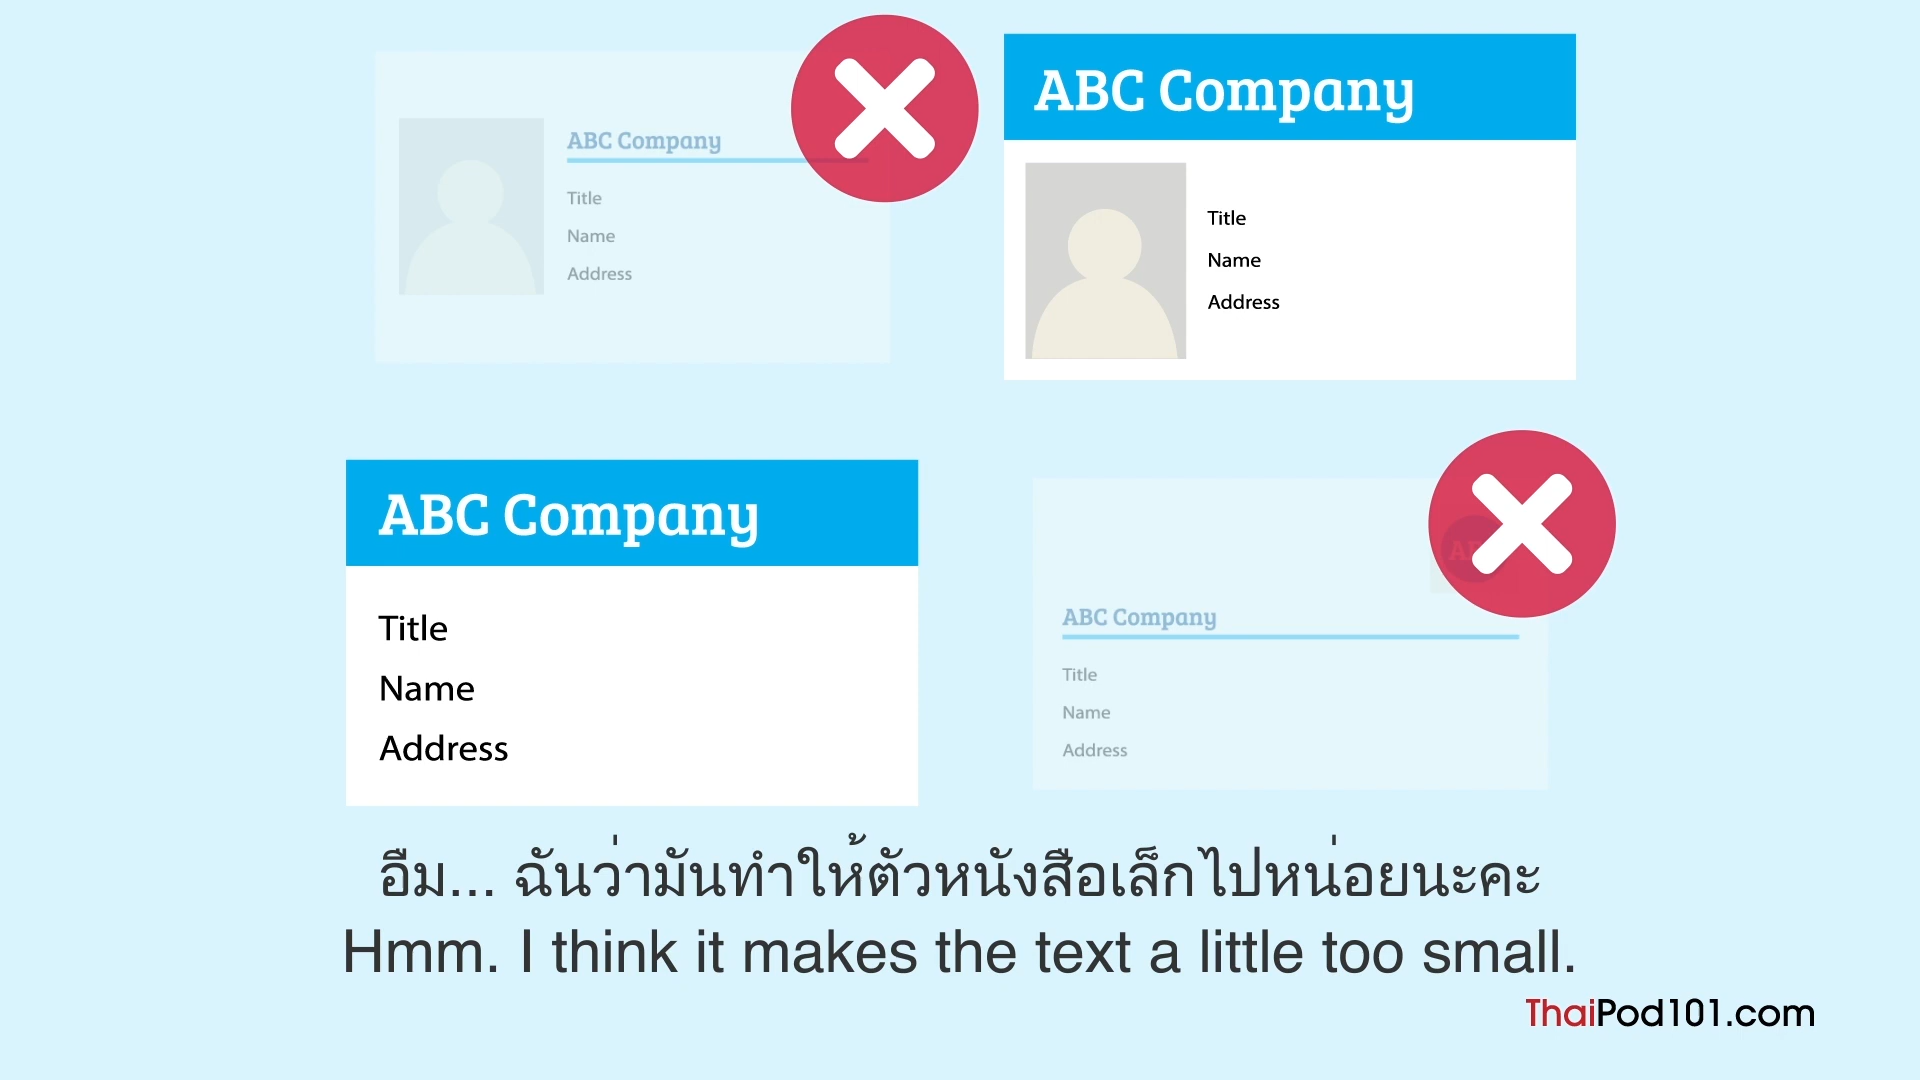 ABC Company
Title
Name
Address
ABC Company
Title
Name
Address
ABC Company
Title
Name
Address
ABC Company
Title
Name
Address
อืม... ฉันว่ามันทำให้ตัวหนังสือเล็กไปหน่อยนะคะ
Hmm. I think it makes the text a little too small.
ThaiPod101.com